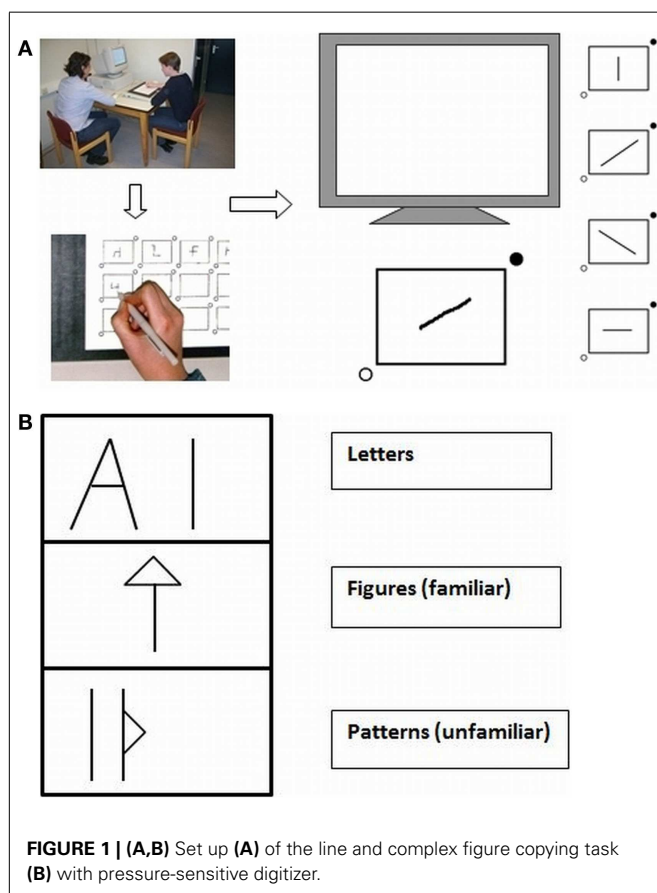 A
B
A I
Letters
Figures (familiar)
Patterns (unfamiliar)
FIGURE 1 | (A,B) Set up (A) of the line and complex figure copying task
(B) with pressure-sensitive digitizer.